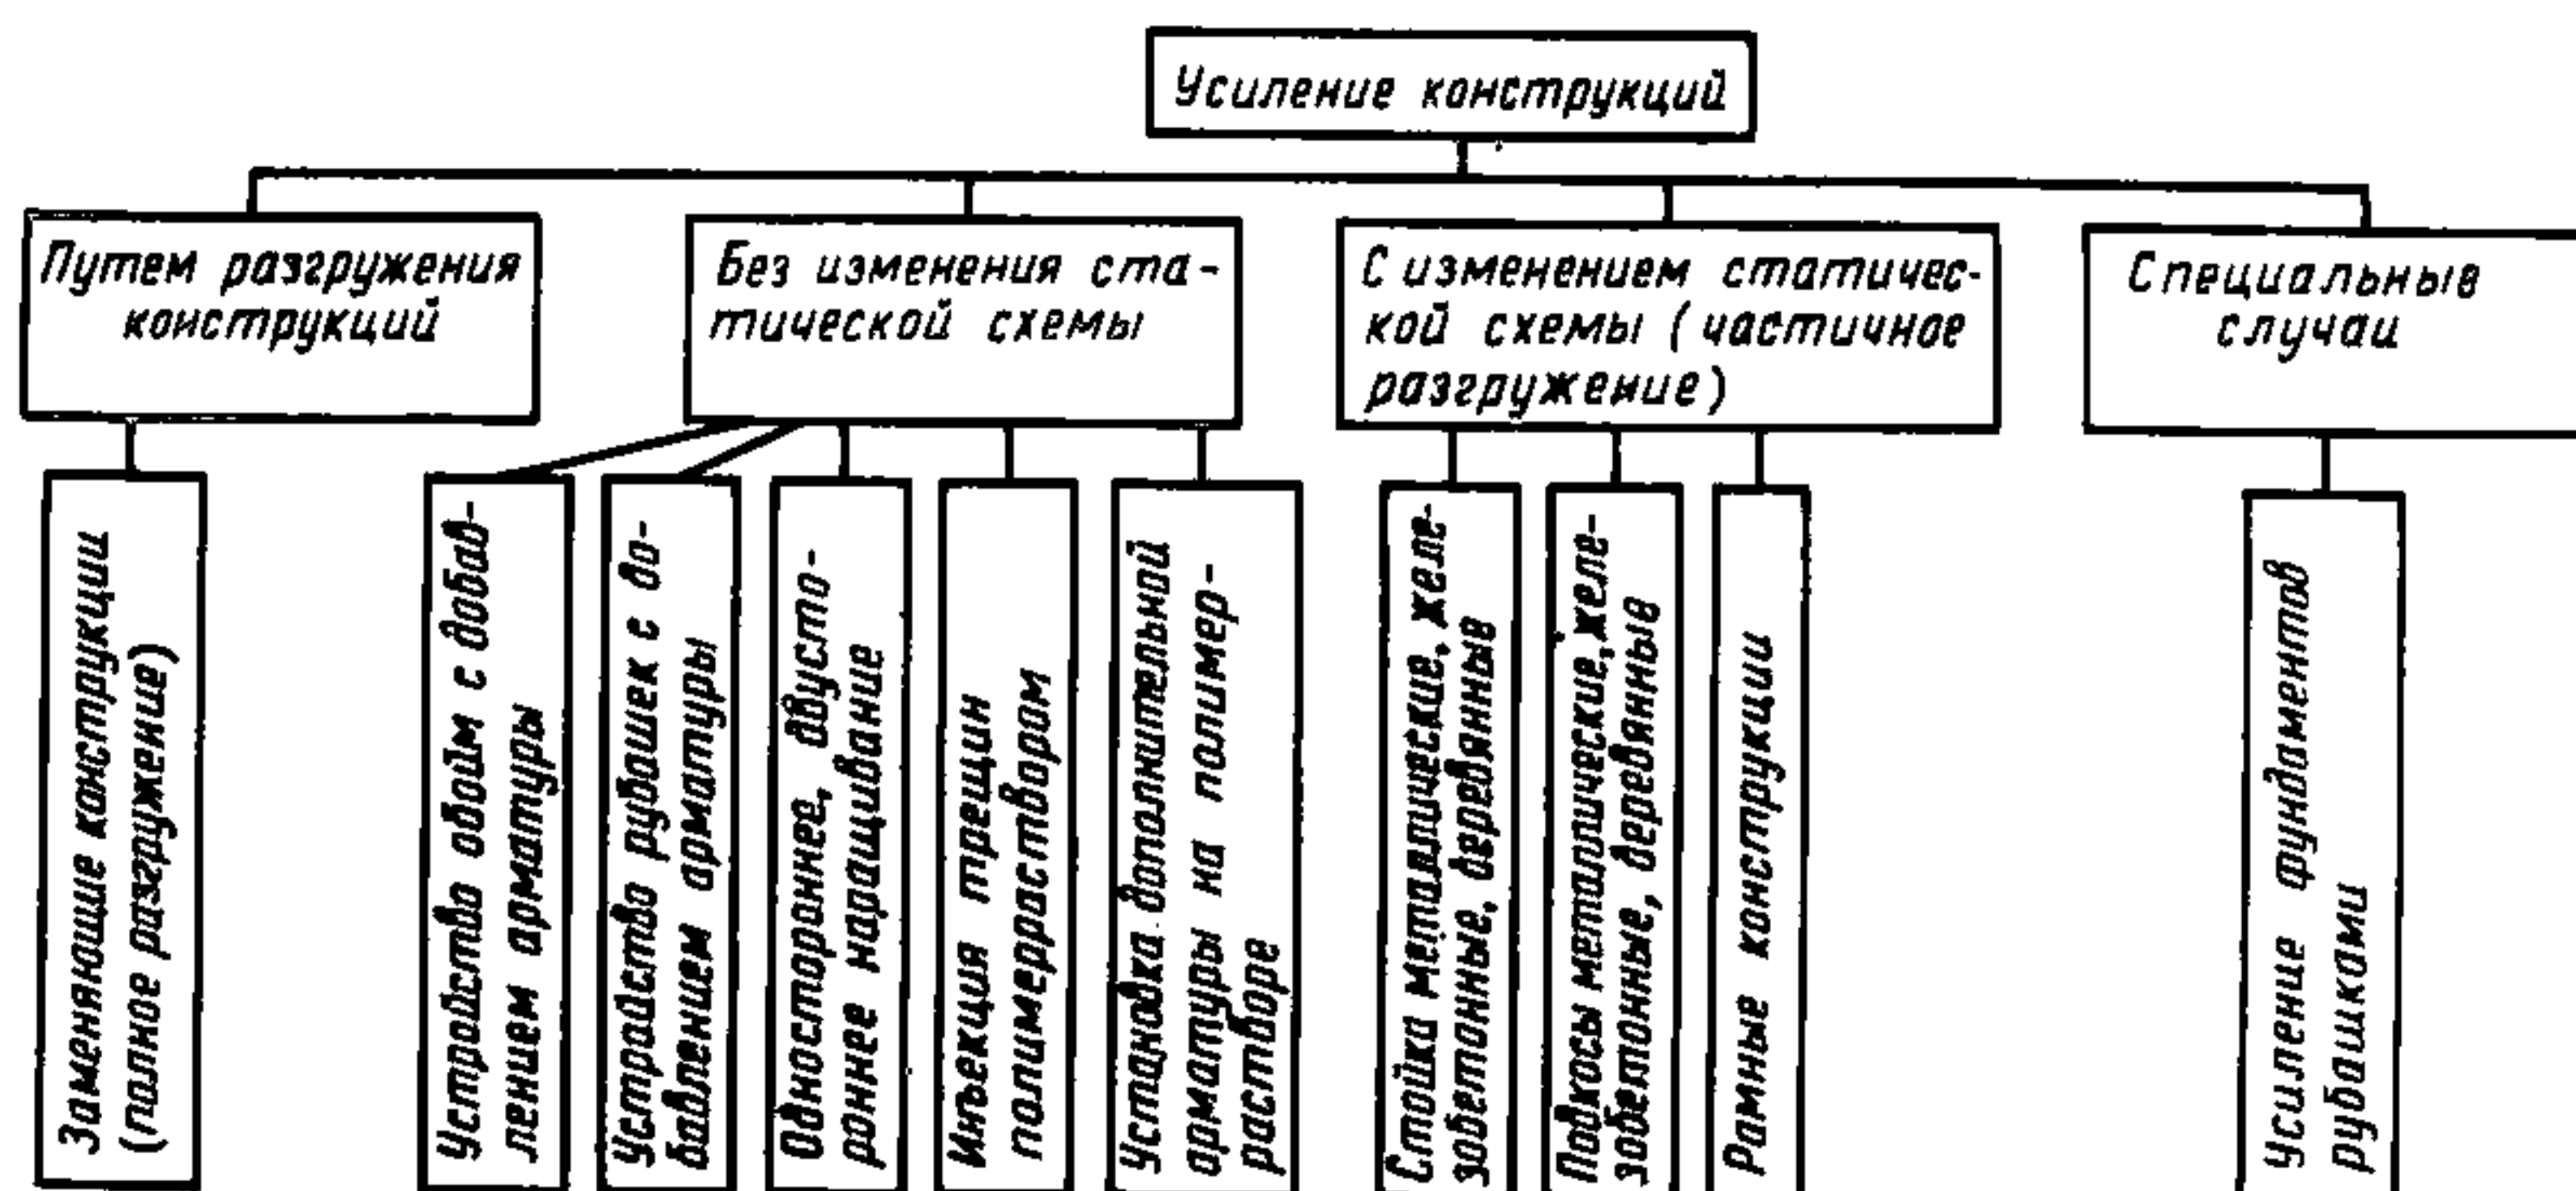 Усиление конструкций
Путем разгружения
конструкций
Без изменения ста-
тической схемы
С изменением статичес-
кой схемы (частичное
разгружение)
Специальные
случаи
Заменяюще конструкции
(полное разгружение)
Устройство обойм с добав-
лением арматуры
Устройство рубашек с до-
бавлением арматуры
Одностороннее, двусто-
роннее наращивание
Инъекция трещин
полимерраствором
Установка дополнительной
арматуры на полимер-
растворе
Стойки металлические, желе-
зобетонные, деревянные
Подкосы металлические, желе-
зобетонные, деревянные
Рамные конструкции
Усиление фундаментов
рубашками